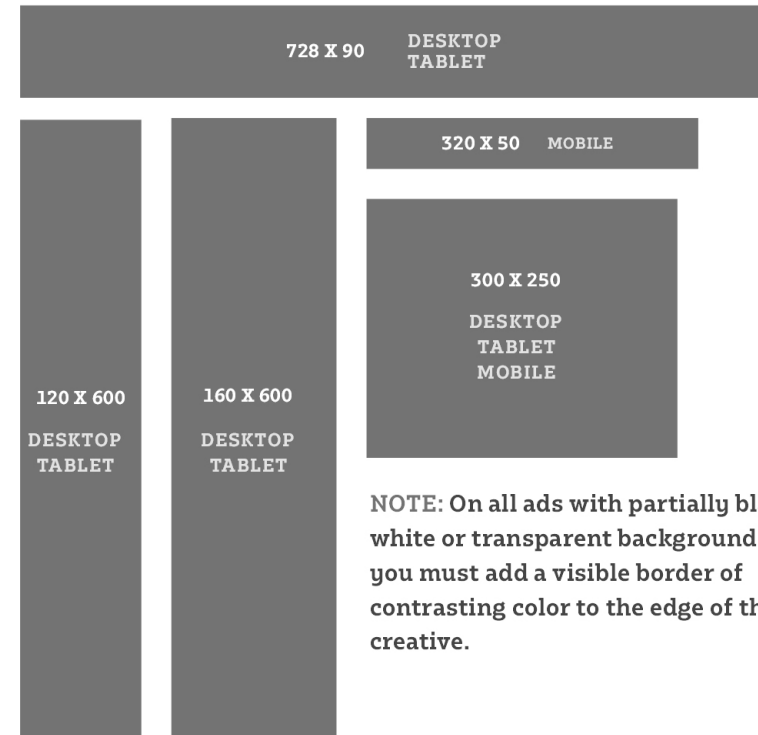 728 X 90
DESKTOP
TABLET
320 X 50 MOBILE
300 X 250
DESKTOP
TABLET
MOBILE
120 X 600
DESKTOP
TABLET
160 X 600
DESKTOP
TABLET
NOTE: On all ads with partially
white or transparent background
you must add a visible border of
contrasting color to the edge of
creative.